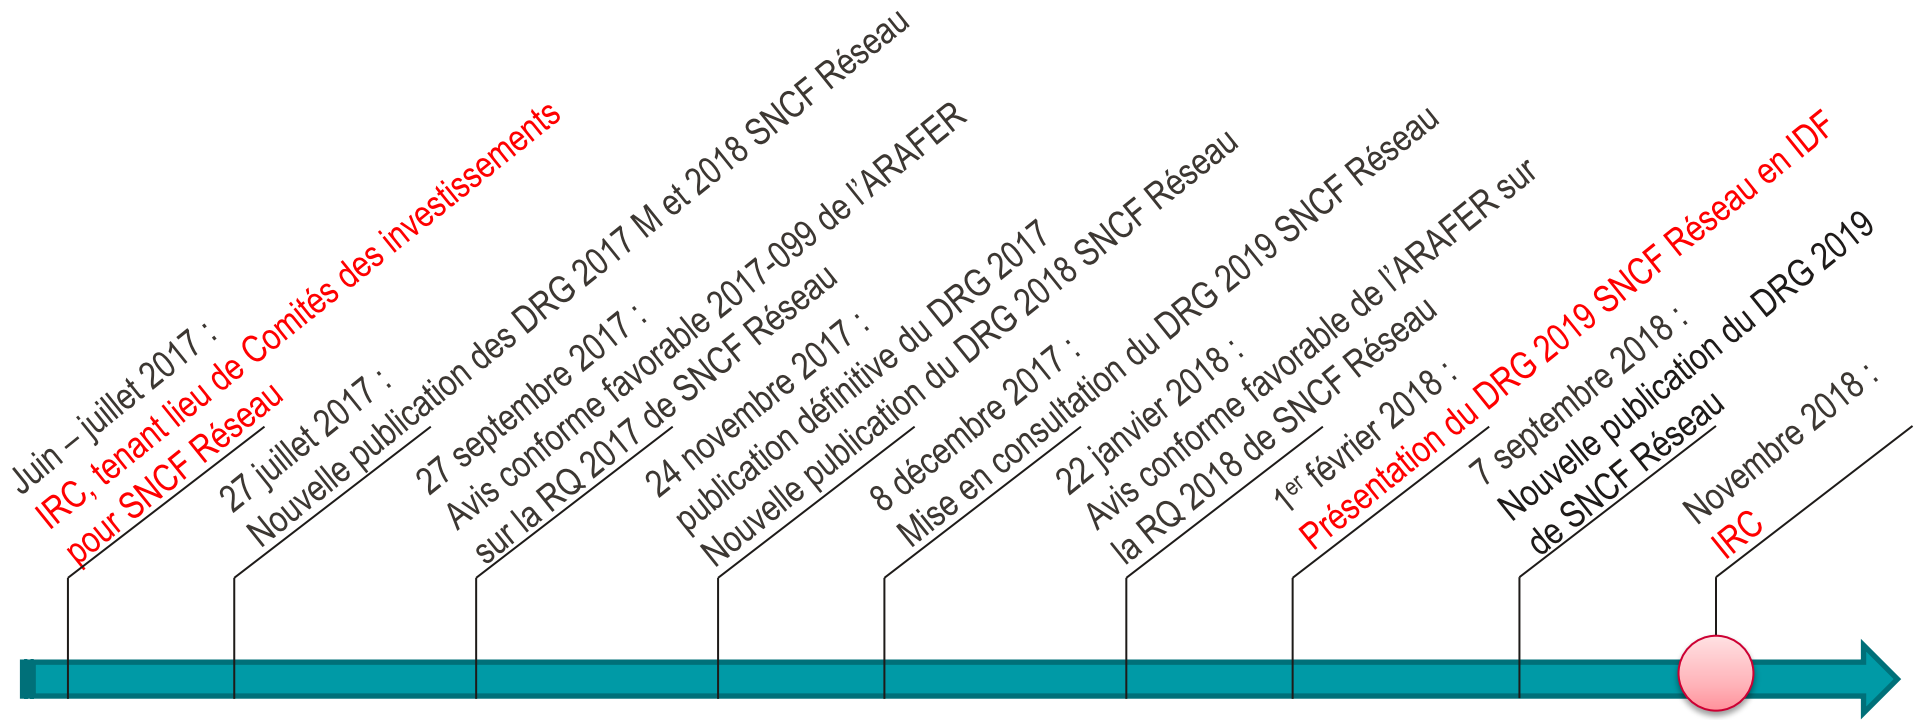 Juin – juillet 2017 :
IRC, tenant lieu de Comités des investissements
pour SNCF Réseau
27 juillet 2017 :
Nouvelle publication des DRG 2017 M et 2018 SNCF Réseau
27 septembre 2017 :
Avis conforme favorable 2017-099 de l’ARAFER
sur la RQ 2017 de SNCF Réseau
24 novembre 2017 :
publication définitive du DRG 2017
Nouvelle publication du DRG 2018 SNCF Réseau
8 décembre 2017 :
Mise en consultation du DRG 2019 SNCF Réseau
22 janvier 2018 :
Avis conforme favorable de l’ARAFER sur
la RQ 2018 de SNCF Réseau
1er février 2018 :
Présentation du DRG 2019 SNCF Réseau en IDF
7 septembre 2018 :
Nouvelle publication du DRG 2019
de SNCF Réseau
Novembre 2018 :
IRC